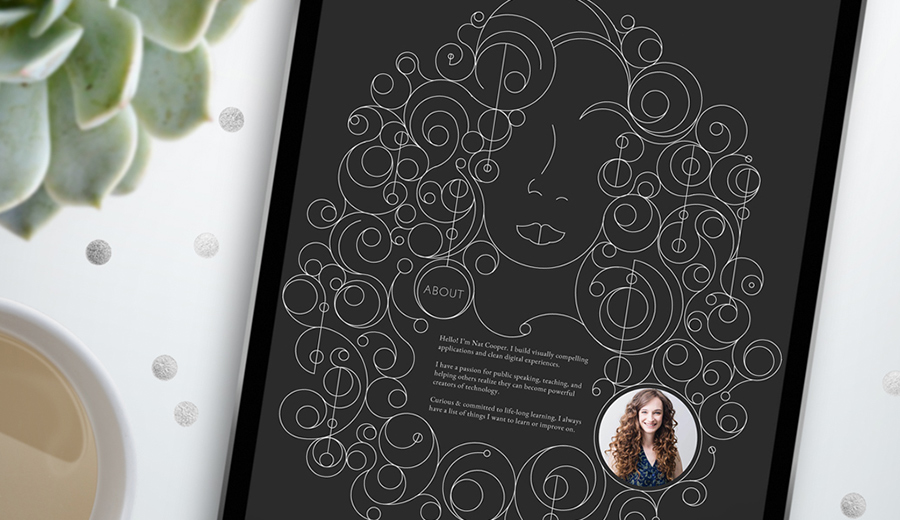 ABOUT
Hello! I'm Nat Cooper. I build visually compelling
applications and clean digital experiences.
I have a passion for public speaking, teaching, and
helping others realize they can become powerful
creators of technology.
Curious & committed to life-long learning, I always
have a list of things I want to learn or improve on.